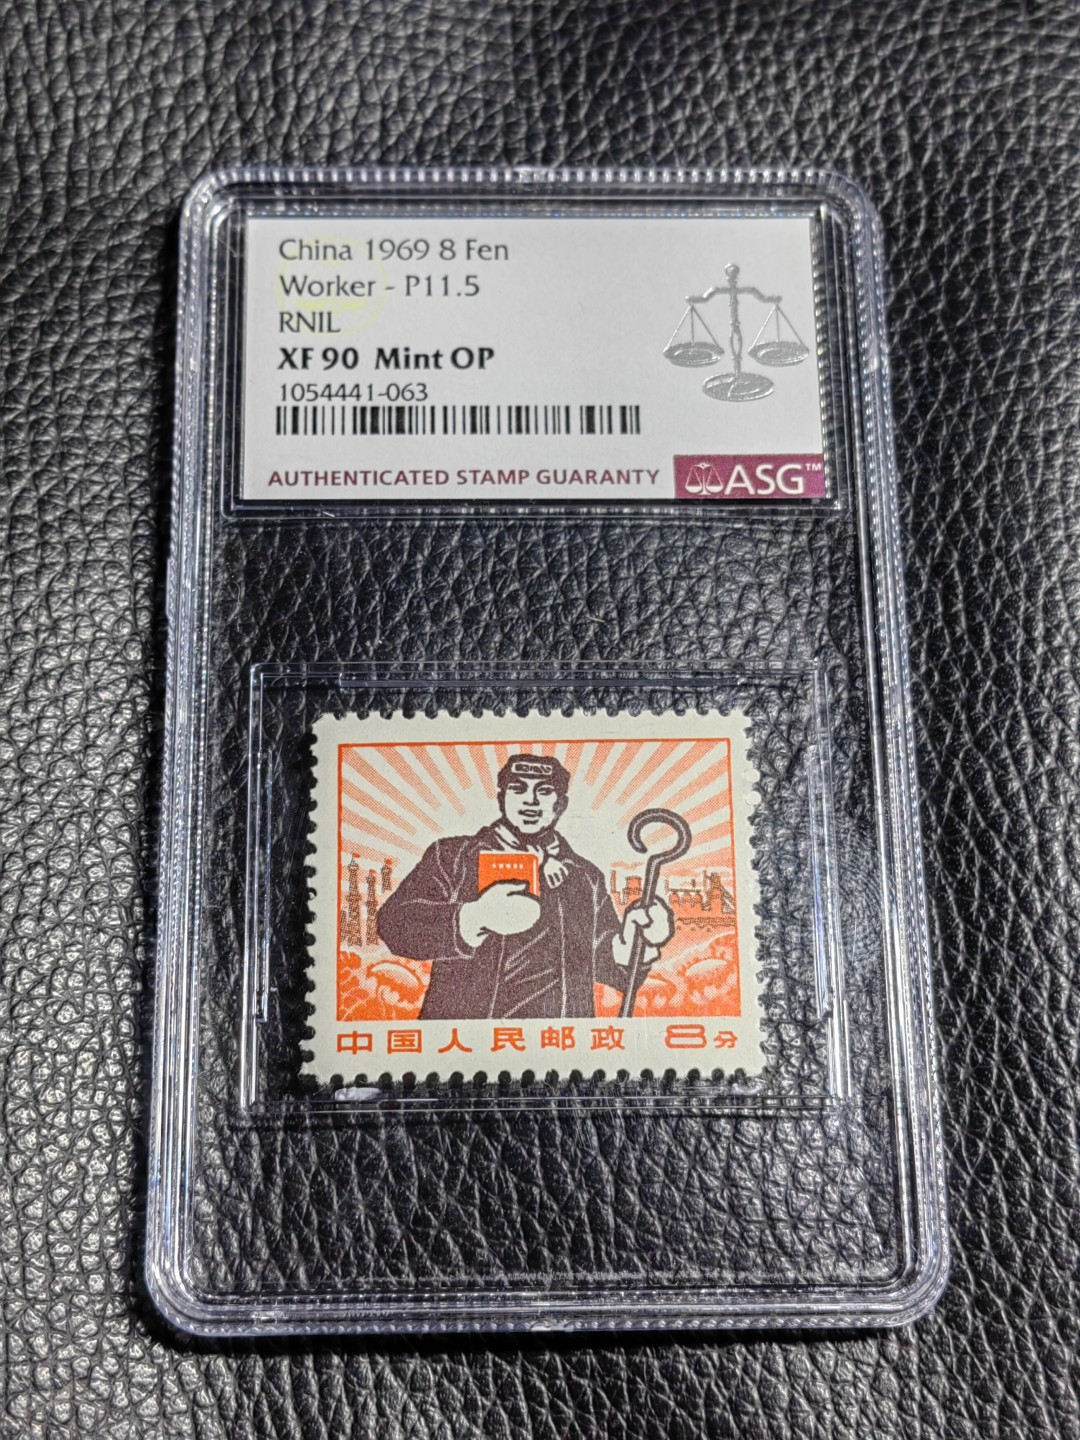 China 1969 8 Fen
Worker - P11.5
RNIL
XF 90 Mint OP
1054441-063
AUTHENTICATED STAMP GUARANTY
ASG™
中国人民邮政 8分